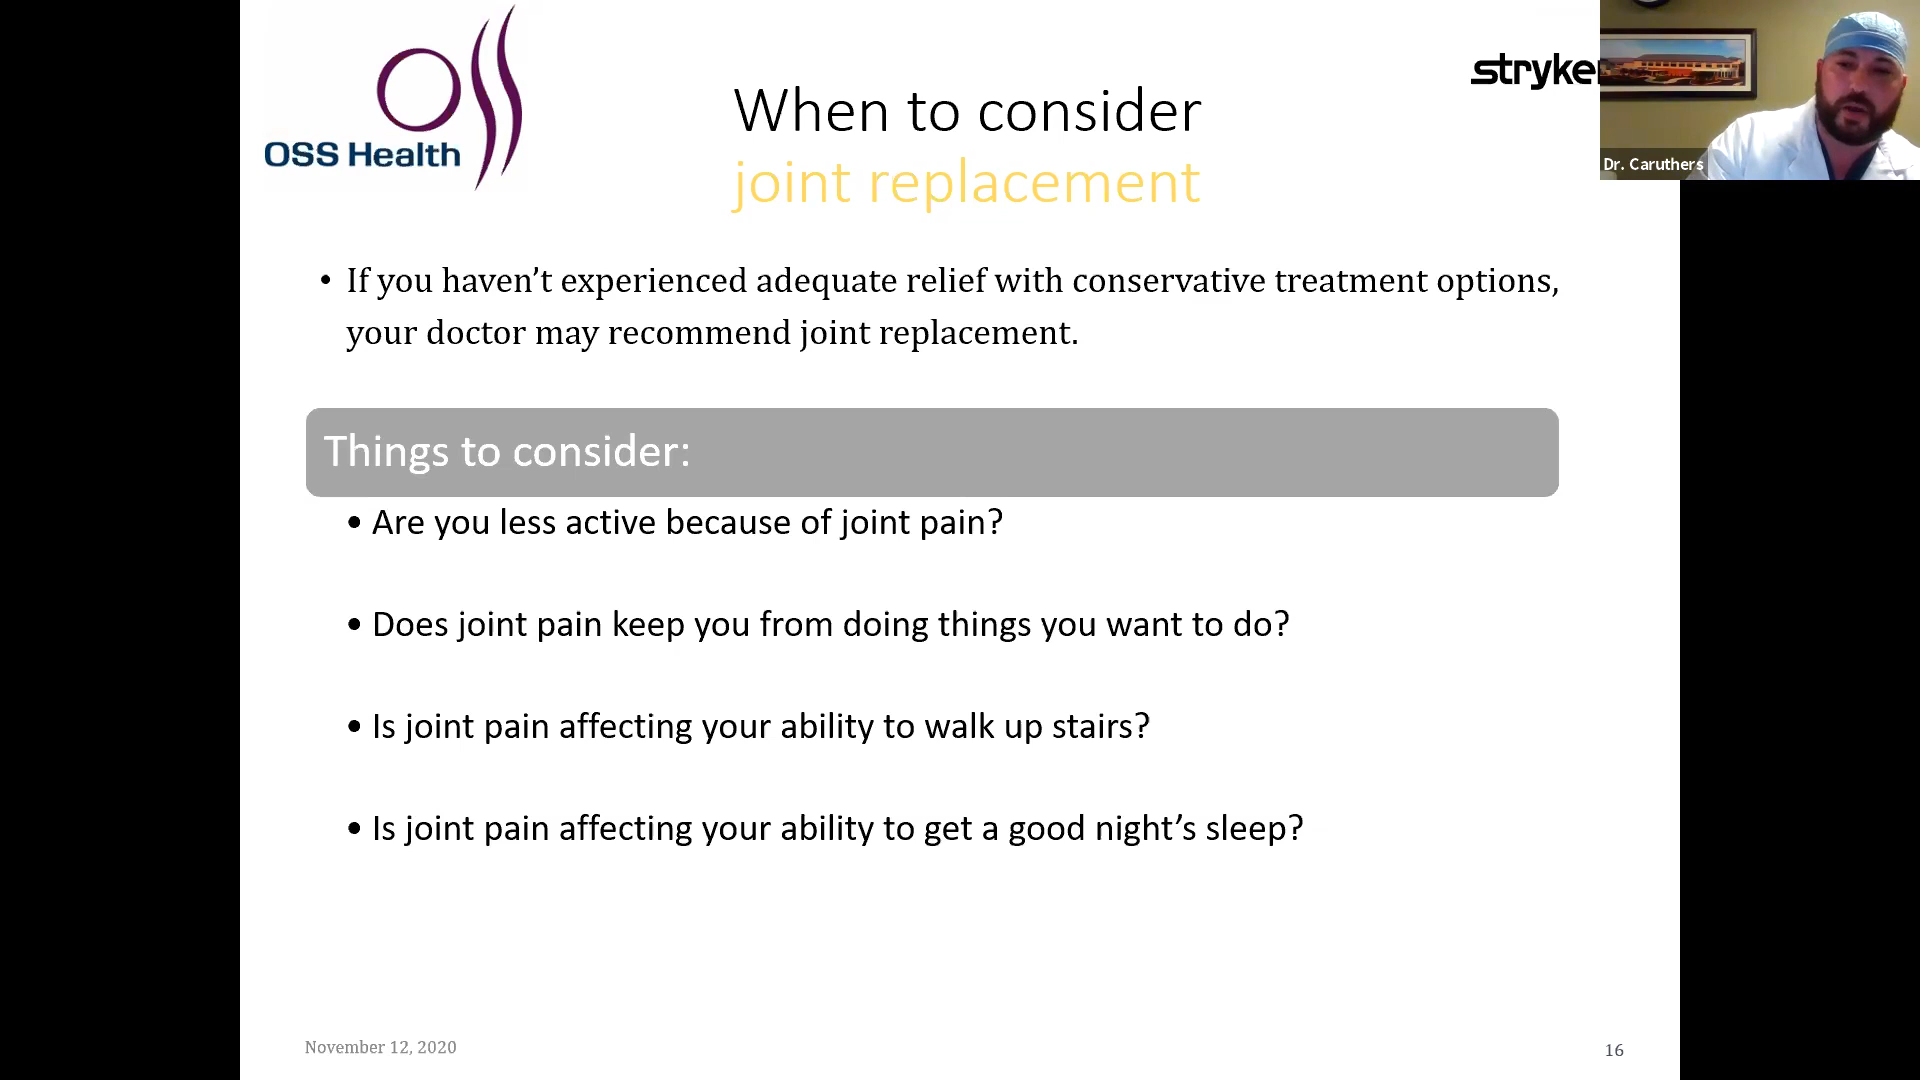 OSS Health
stryke
Dr. Caruthers
When to consider
joint replacement
• If you haven’t experienced adequate relief with conservative treatment options,
your doctor may recommend joint replacement.
Things to consider:
• Are you less active because of joint pain?
• Does joint pain keep you from doing things you want to do?
• Is joint pain affecting your ability to walk up stairs?
• Is joint pain affecting your ability to get a good night’s sleep?
November 12, 2020
16